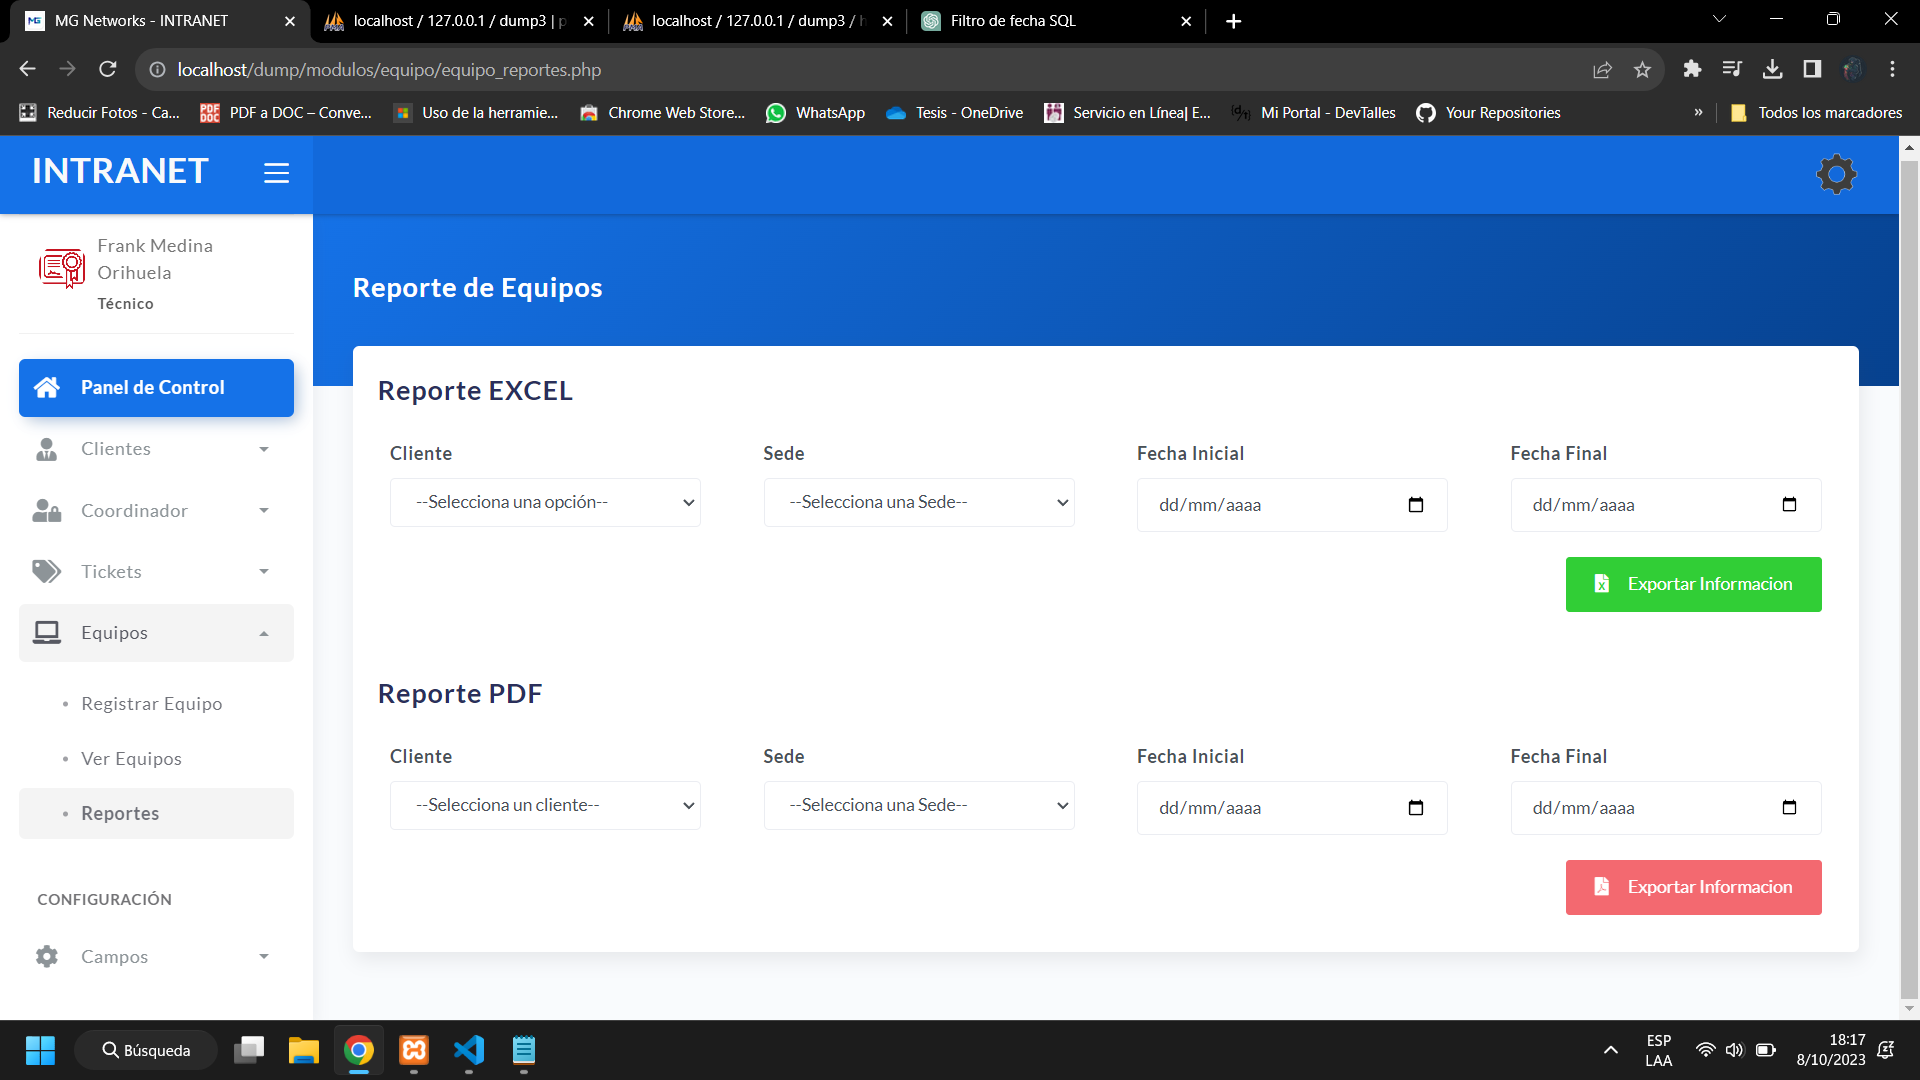 MG Networks - INTRANET
localhost / 127.0.0.1 / dump3 | p
localhost / 127.0.0.1 / dump3 / h
Filtro de fecha SQL
localhost/dump/modulos/equipo/equipo_reportes.php
Reducir Fotos - Ca...
PDF a DOC – Conve...
Uso de la herramie...
Chrome Web Store...
WhatsApp
Tesis - OneDrive
Servicio en Línea| E...
Mi Portal - DevTalles
Your Repositories
»
Todos los marcadores
INTRANET
Frank Medina
Orihuela
Técnico
Reporte de Equipos
Panel de Control
Clientes
Coordinador
Tickets
Equipos
• Registrar Equipo
• Ver Equipos
• Reportes
CONFIGURACIÓN
Campos
Reporte EXCEL
Cliente
Sede
Fecha Inicial
Fecha Final
--Selecciona una opción--
--Selecciona una Sede--
dd/mm/aaaa
dd/mm/aaaa
Exportar Informacion
Reporte PDF
Cliente
Sede
Fecha Inicial
Fecha Final
--Selecciona un cliente--
--Selecciona una Sede--
dd/mm/aaaa
dd/mm/aaaa
Exportar Informacion
Búsqueda
ESP
LAA
18:17
8/10/2023